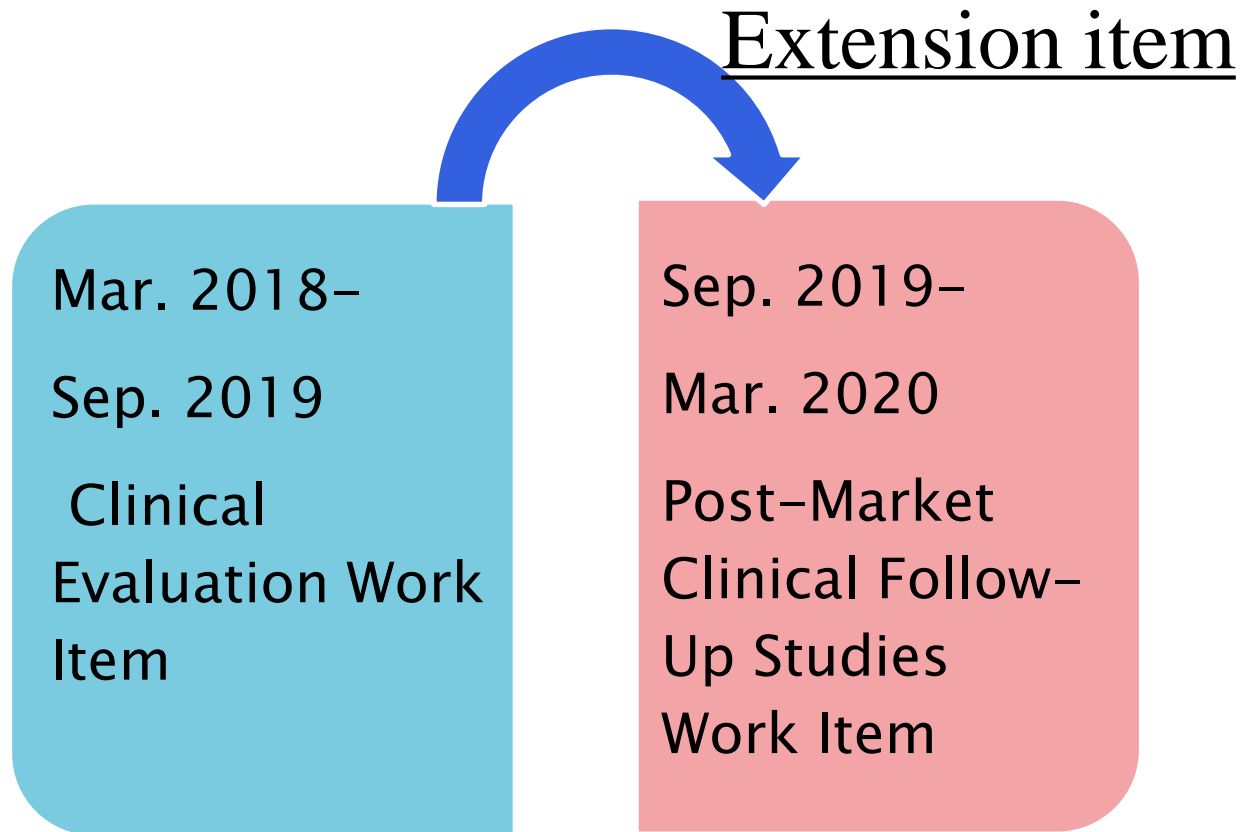 Extension item
Mar. 2018–
Sep. 2019
Clinical
Evaluation Work
Item
Sep. 2019–
Mar. 2020
Post–Market
Clinical Follow–
Up Studies
Work Item